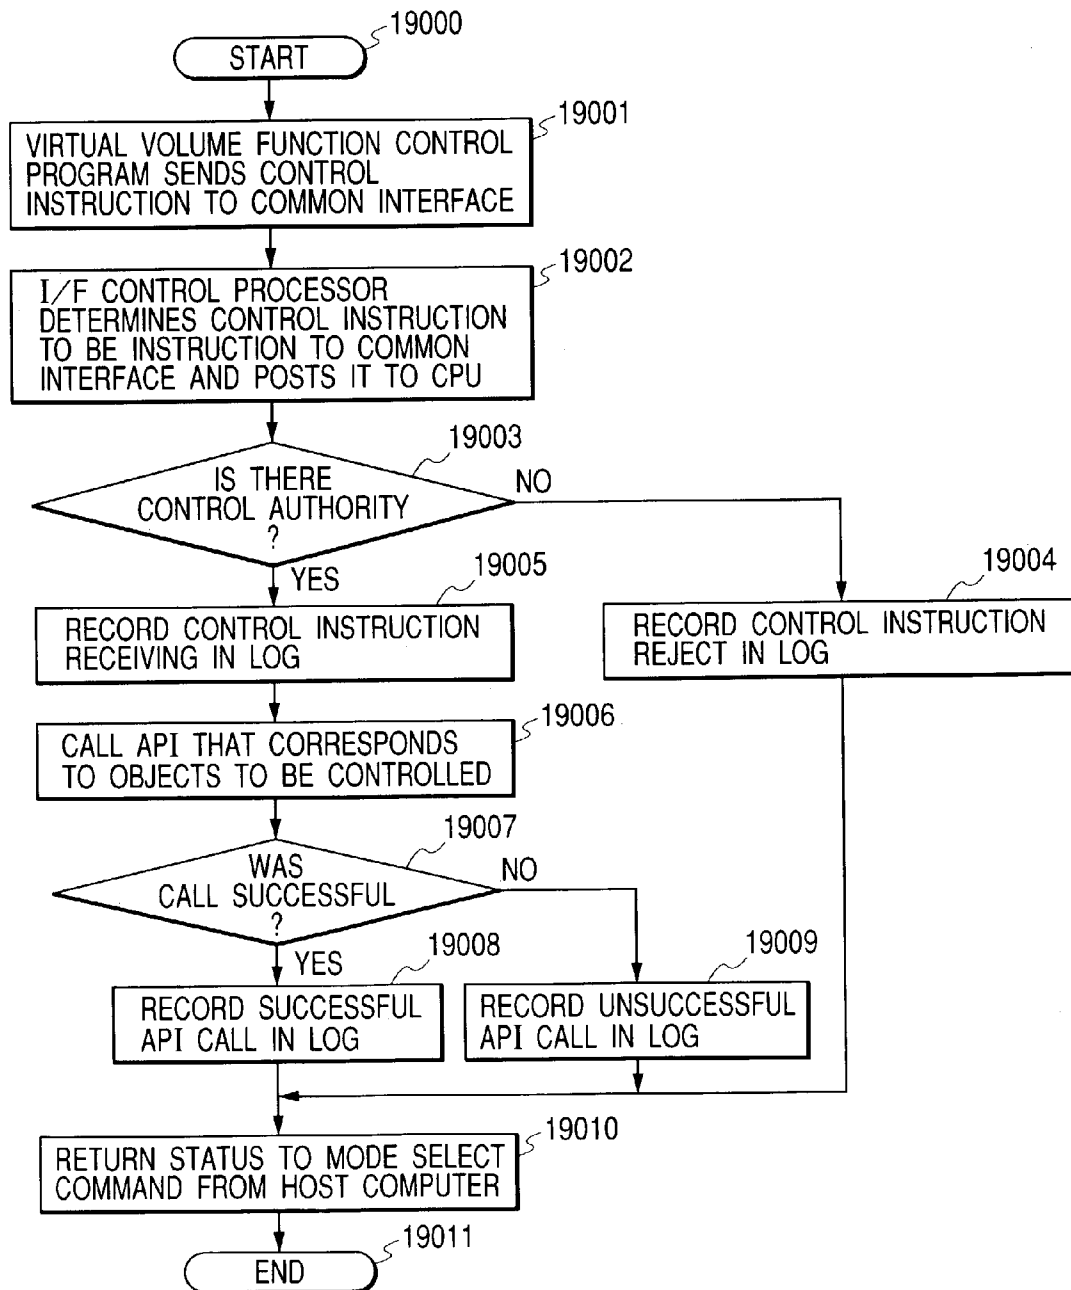 19000
START
19001
VIRTUAL VOLUME FUNCTION CONTROL
PROGRAM SENDS CONTROL
INSTRUCTION TO COMMON INTERFACE
19002
I/F CONTROL PROCESSOR
DETERMINES CONTROL INSTRUCTION
TO BE INSTRUCTION TO COMMON
INTERFACE AND POSTS IT TO CPU
19003
IS THERE
CONTROL AUTHORITY
?
NO
YES
19005
RECORD CONTROL INSTRUCTION
RECEIVING IN LOG
19004
RECORD CONTROL INSTRUCTION
REJECT IN LOG
19006
CALL API THAT CORRESPONDS
TO OBJECTS TO BE CONTROLLED
19007
WAS
CALL SUCCESSFUL
?
NO
YES
19008
RECORD SUCCESSFUL
API CALL IN LOG
19009
RECORD UNSUCCESSFUL
API CALL IN LOG
19010
RETURN STATUS TO MODE SELECT
COMMAND FROM HOST COMPUTER
19011
END